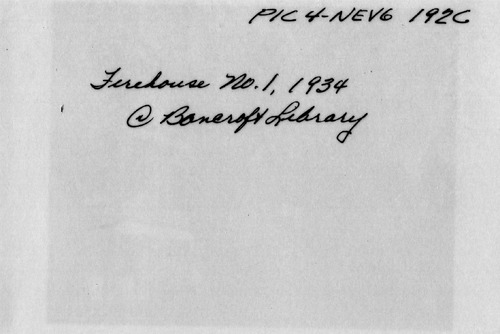 PIC 4-NEV6 192C
Firehouse No. 1, 1934
@ Bancroft Library